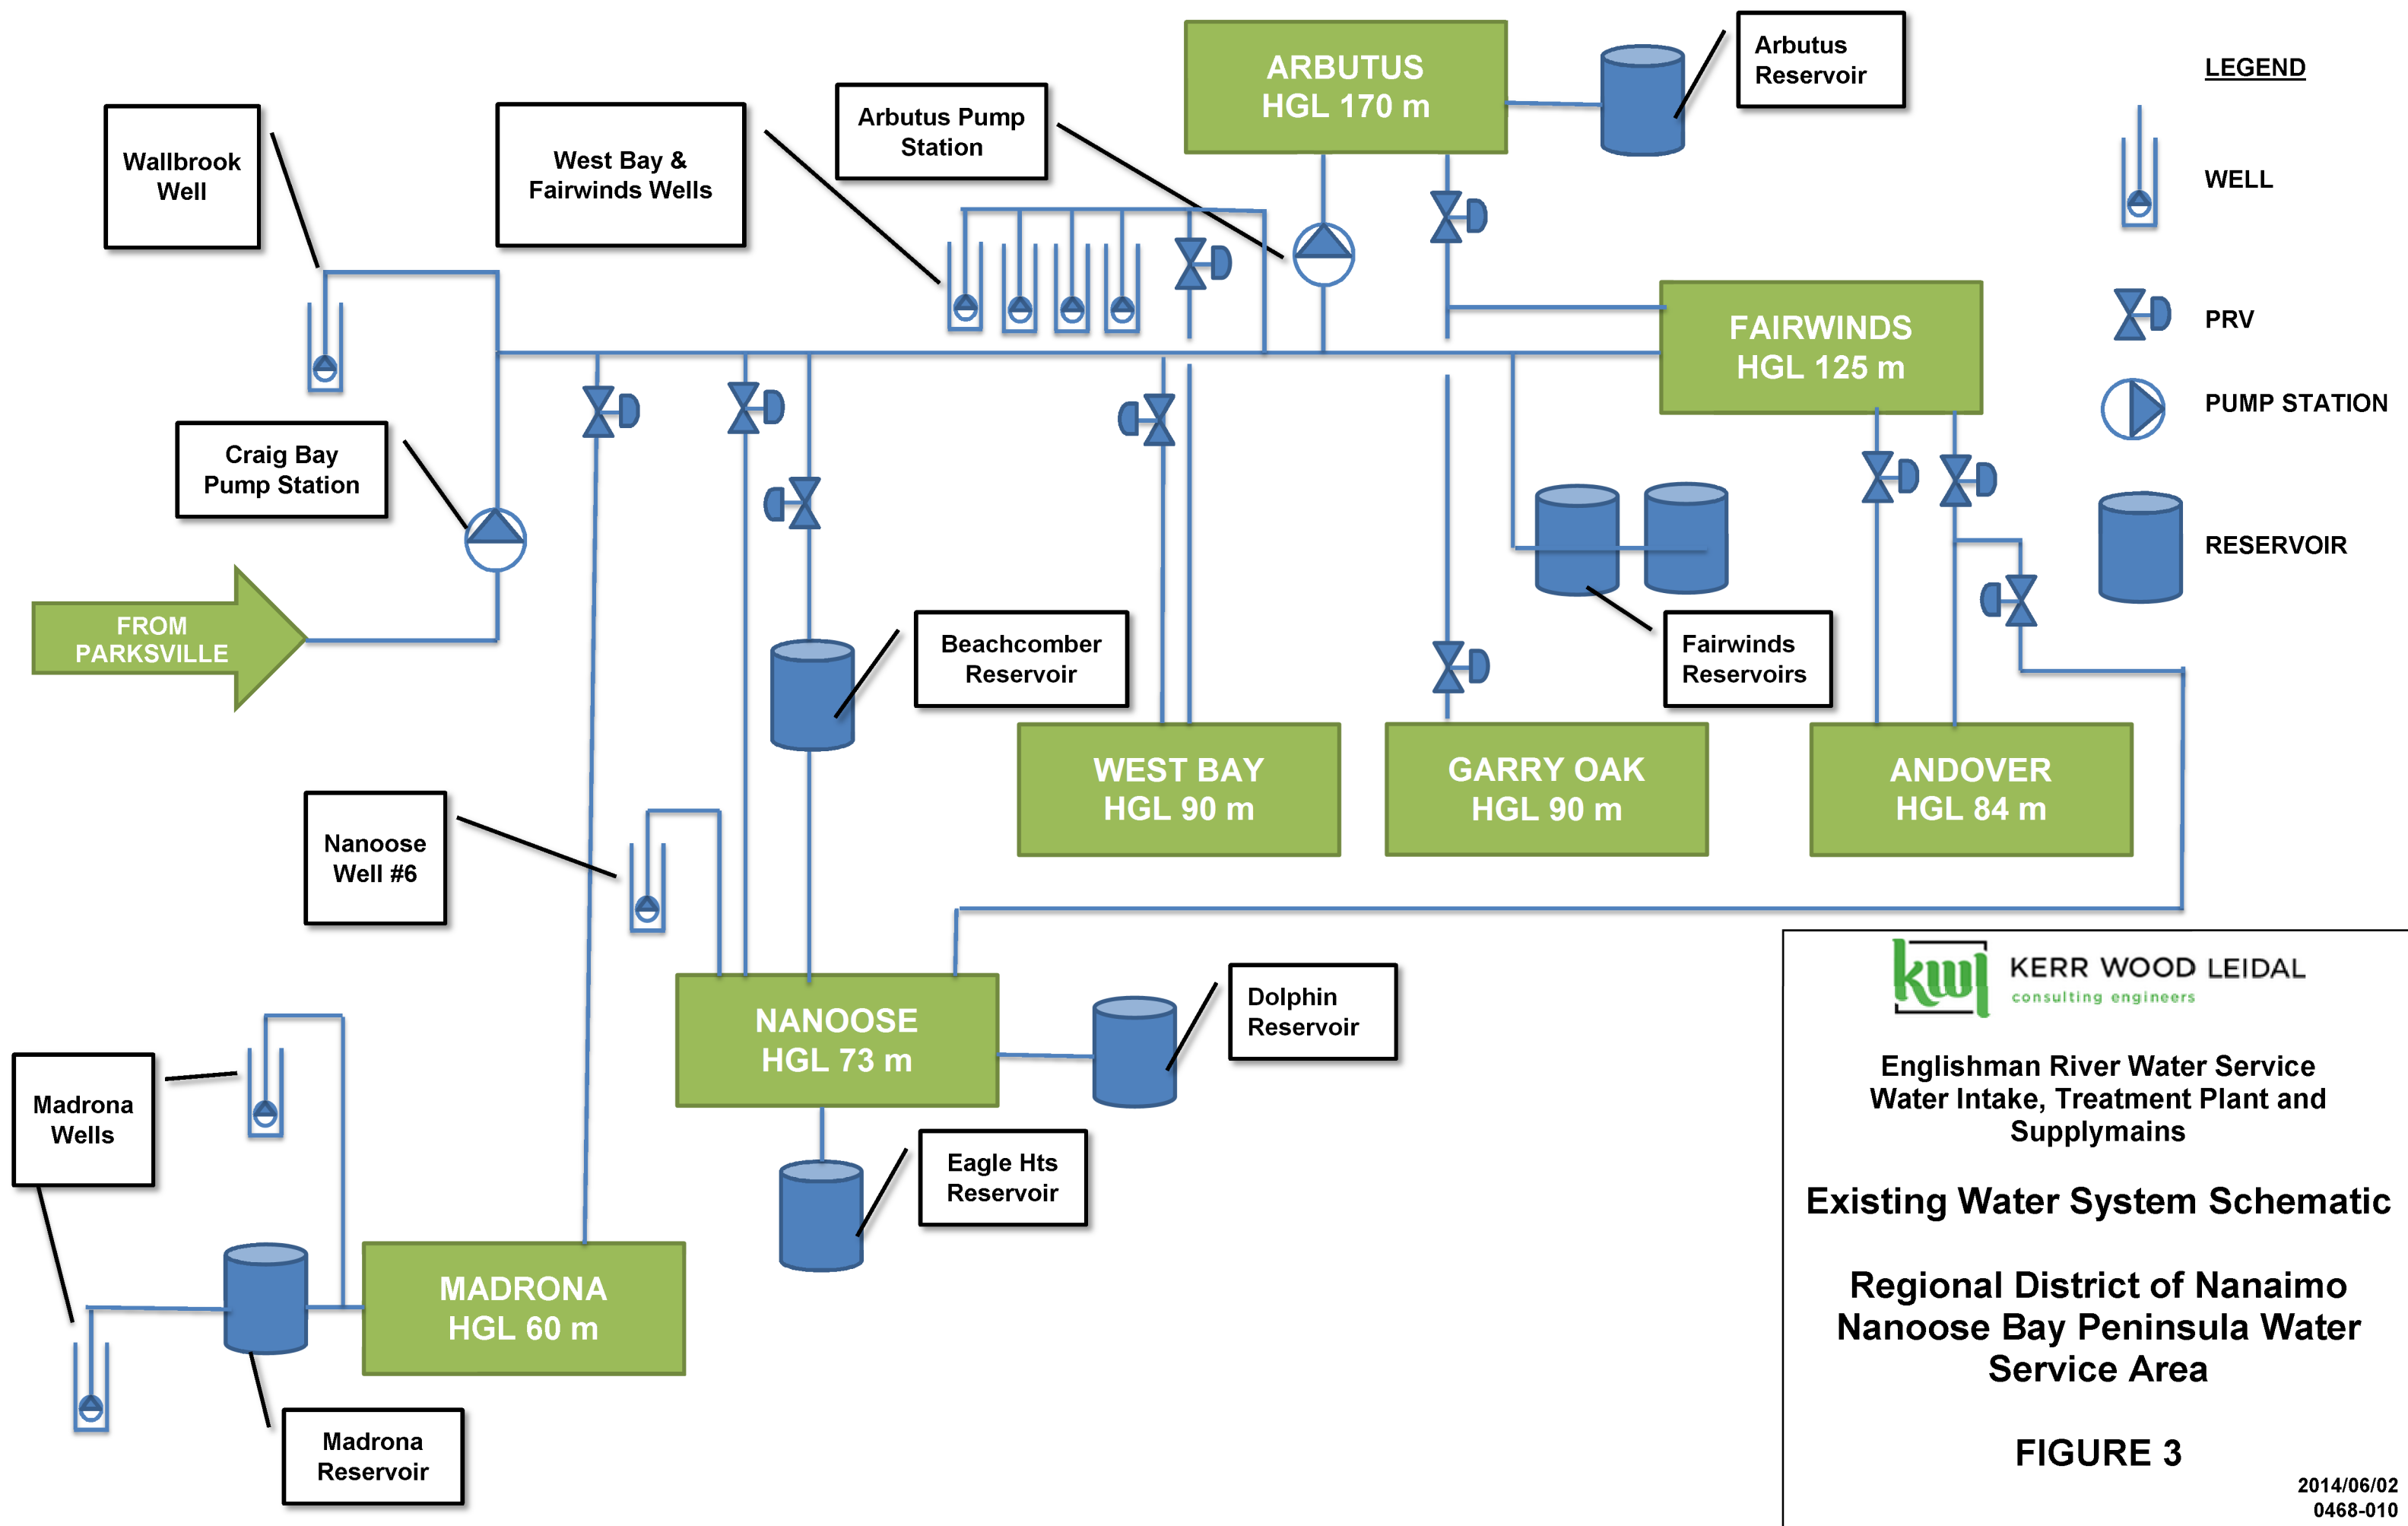 ARBUTUS
HGL 170 m
Arbutus
Reservoir
LEGEND
WELL
PRV
PUMP STATION
RESERVOIR
Wallbrook
Well
West Bay &
Fairwinds Wells
Arbutus Pump
Station
FAIRWINDS
HGL 125 m
Craig Bay
Pump Station
FROM
PARKSVILLE
Beachcomber
Reservoir
Fairwinds
Reservoirs
WEST BAY
HGL 90 m
GARRY OAK
HGL 90 m
ANDOVER
HGL 84 m
Nanoose
Well #6
NANOOSE
HGL 73 m
Dolphin
Reservoir
Eagle Hts
Reservoir
Madrona
Wells
MADRONA
HGL 60 m
Madrona
Reservoir
kwl
KERR WOOD LEIDAL
consulting engineers
Englishman River Water Service
Water Intake, Treatment Plant and
Supplymains
Existing Water System Schematic
Regional District of Nanaimo
Nanoose Bay Peninsula Water
Service Area
FIGURE 3
2014/06/02
0468-010